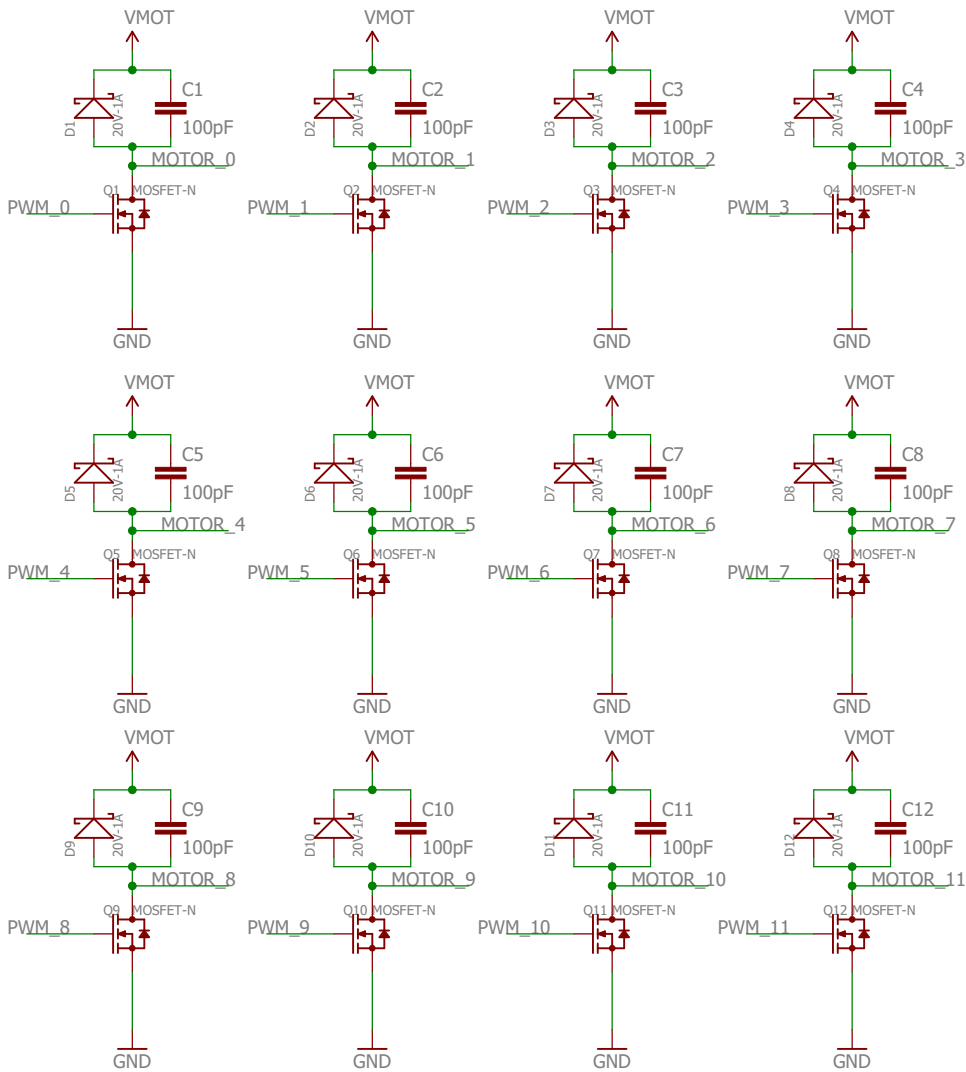 VMOT VMOT VMOT VMOT
C1 C2 C3 C4
D1 20V-1A 100pF D2 20V-1A 100pF D3 20V-1A 100pF D4 20V-1A 100pF
MOTOR_0 MOTOR_1 MOTOR_2 MOTOR_3
Q1 MOSFET-N Q2 MOSFET-N Q3 MOSFET-N Q4 MOSFET-N
PWM_0 PWM_1 PWM_2 PWM_3
GND GND GND GND
VMOT VMOT VMOT VMOT
C5 C6 C7 C8
D5 20V-1A 100pF D6 20V-1A 100pF D7 20V-1A 100pF D8 20V-1A 100pF
MOTOR_4 MOTOR_5 MOTOR_6 MOTOR_7
Q5 MOSFET-N Q6 MOSFET-N Q7 MOSFET-N Q8 MOSFET-N
PWM_4 PWM_5 PWM_6 PWM_7
GND GND GND GND
VMOT VMOT VMOT VMOT
C9 C10 C11 C12
D9 20V-1A 100pF D10 20V-1A 100pF D11 20V-1A 100pF D12 20V-1A 100pF
MOTOR_8 MOTOR_9 MOTOR_10 MOTOR_11
Q9 MOSFET-N Q10 MOSFET-N Q11 MOSFET-N Q12 MOSFET-N
PWM_8 PWM_9 PWM_10 PWM_11
GND GND GND GND